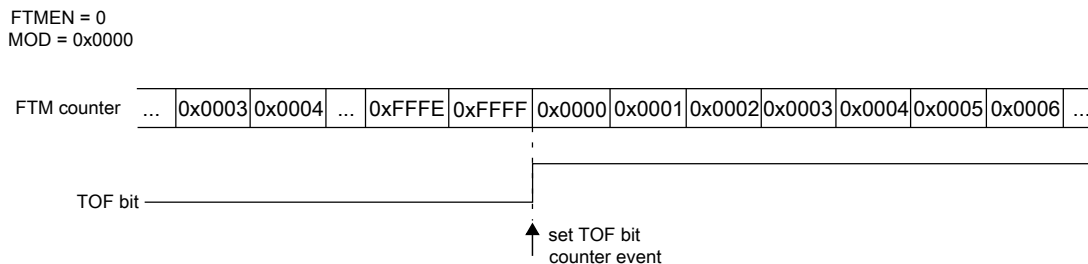 FTMEN = 0
MOD = 0x0000
FTM counter ... 0x0003 0x0004 ... 0xFFFE 0xFFFF 0x0000 0x0001 0x0002 0x0003 0x0004 0x0005 0x0006 ...
TOF bit
set TOF bit
counter event